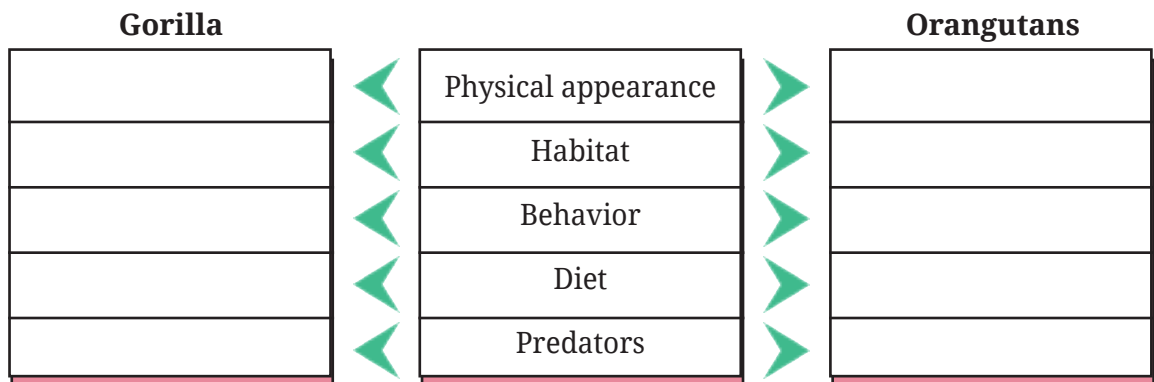 Gorilla
Orangutans
Physical appearance
Habitat
Behavior
Diet
Predators